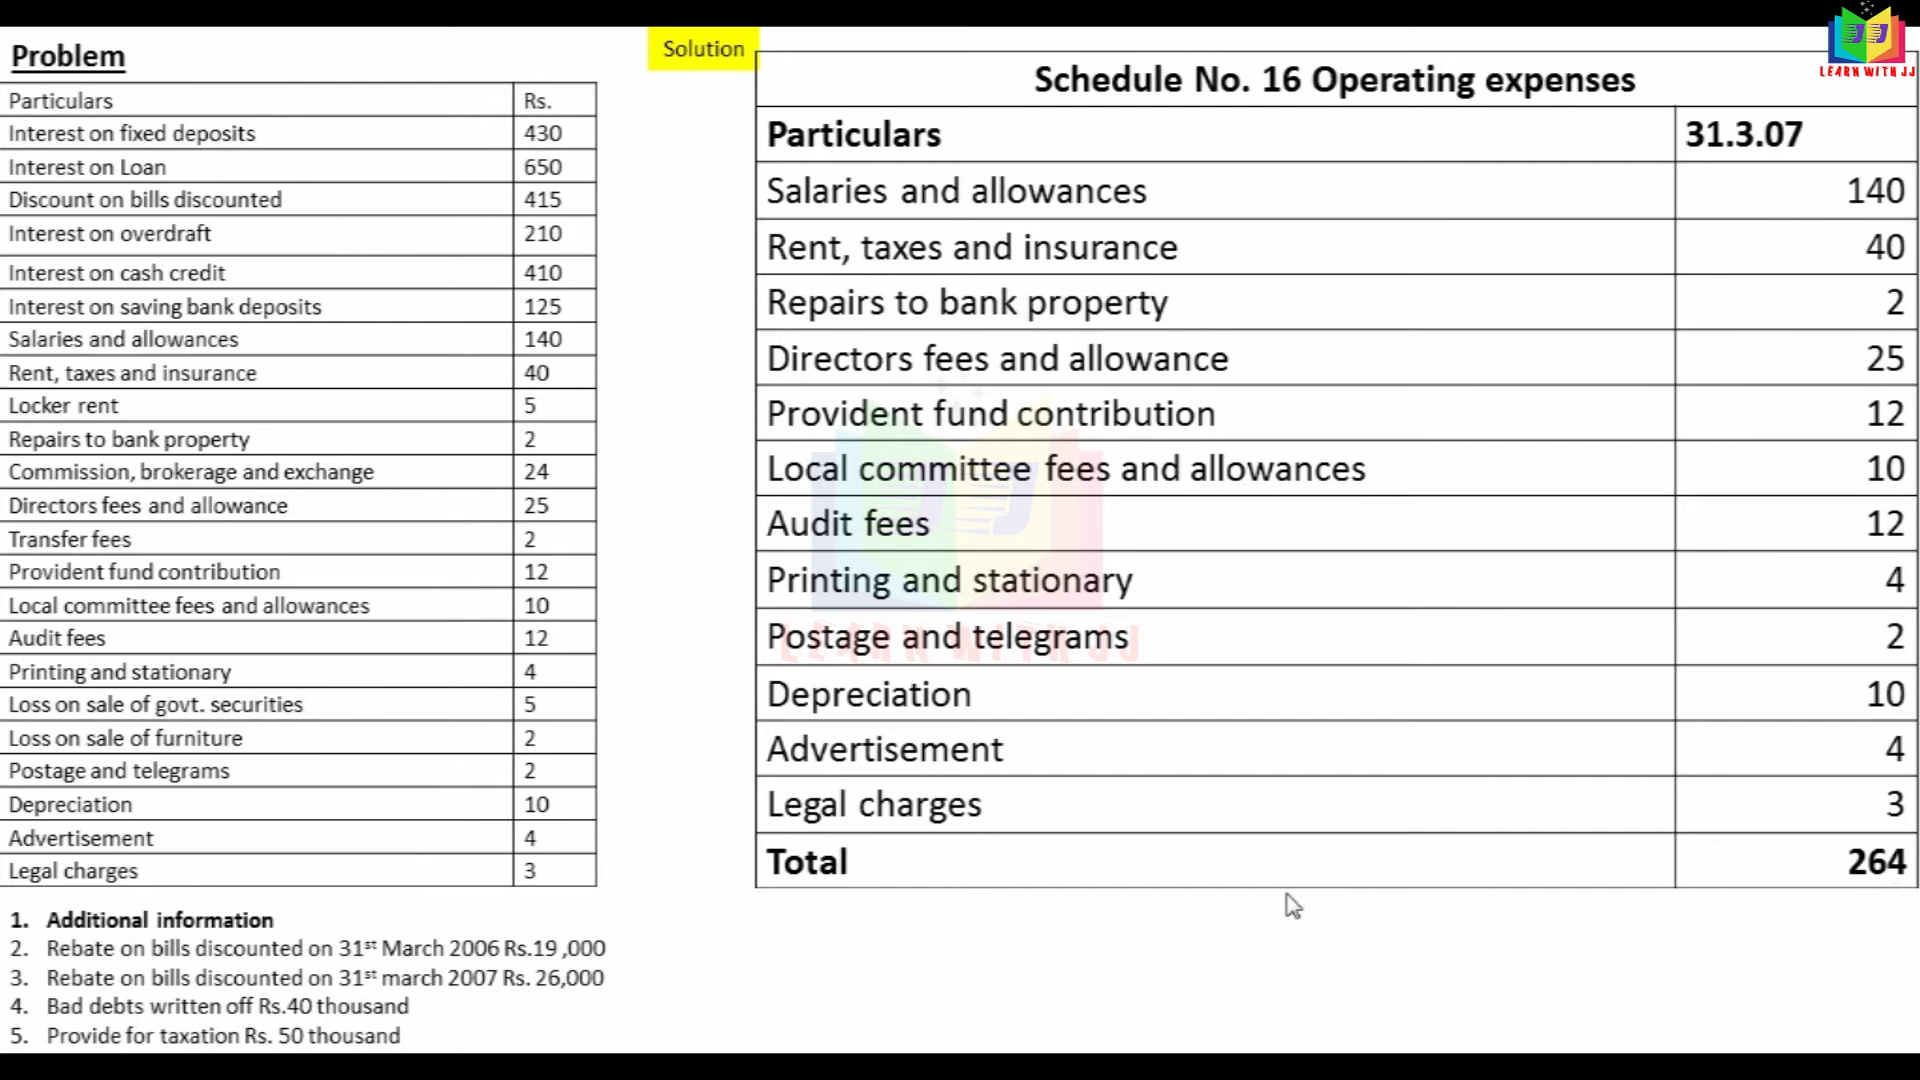 Problem
Particulars Rs.
Interest on fixed deposits 430
Interest on Loan 650
Discount on bills discounted 415
Interest on overdraft 210
Interest on cash credit 410
Interest on saving bank deposits 125
Salaries and allowances 140
Rent, taxes and insurance 40
Locker rent 5
Repairs to bank property 2
Commission, brokerage and exchange 24
Directors fees and allowance 25
Transfer fees 2
Provident fund contribution 12
Local committee fees and allowances 10
Audit fees 12
Printing and stationary 4
Loss on sale of govt. securities 5
Loss on sale of furniture 2
Postage and telegrams 2
Depreciation 10
Advertisement 4
Legal charges 3
1. Additional information
2. Rebate on bills discounted on 31st March 2006 Rs.19 ,000
3. Rebate on bills discounted on 31st march 2007 Rs. 26,000
4. Bad debts written off Rs.40 thousand
5. Provide for taxation Rs. 50 thousand
Solution
Schedule No. 16 Operating expenses
Particulars 31.3.07
Salaries and allowances 140
Rent, taxes and insurance 40
Repairs to bank property 2
Directors fees and allowance 25
Provident fund contribution 12
Local committee fees and allowances 10
Audit fees 12
Printing and stationary 4
Postage and telegrams 2
Depreciation 10
Advertisement 4
Legal charges 3
Total 264
JJ
LEARN WITH JJ
JJ
LEARN WITH JJ